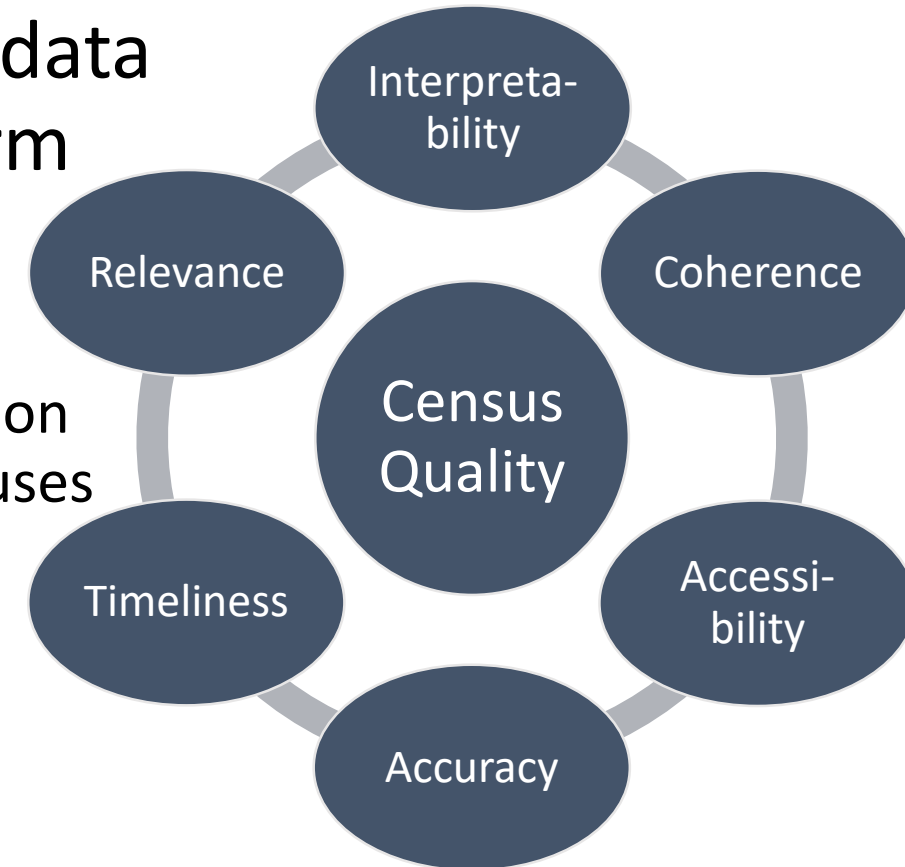 data
rm
on
uses
Interpreta-
bility
Coherence
Accessi-
bility
Accuracy
Timeliness
Relevance
Census
Quality